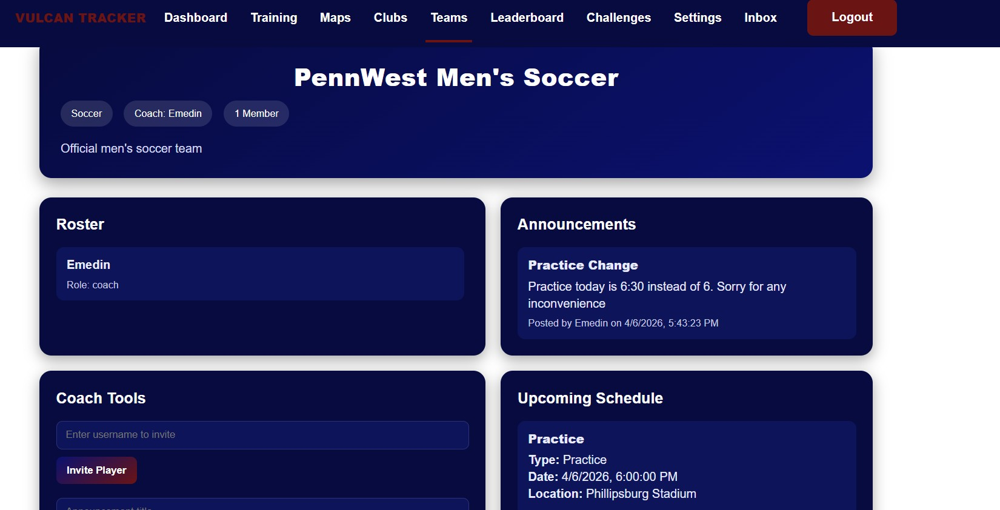 VULCAN TRACKER Dashboard Training Maps Clubs Teams Leaderboard Challenges Settings Inbox Logout
PennWest Men's Soccer
Soccer Coach: Emedin 1 Member
Official men's soccer team
Roster
Emedin
Role: coach
Announcements
Practice Change
Practice today is 6:30 instead of 6. Sorry for any
inconvenience
Posted by Emedin on 4/6/2026, 5:43:23 PM
Coach Tools
Enter username to invite
Invite Player
Announcement title
Upcoming Schedule
Practice
Type: Practice
Date: 4/6/2026, 6:00:00 PM
Location: Phillipsburg Stadium